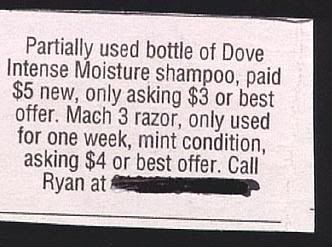 Partially used bottle of Dove
Intense Moisture shampoo, paid
$5 new, only asking $3 or best
offer. Mach 3 razor, only used
for one week, mint condition,
asking $4 or best offer. Call
Ryan at